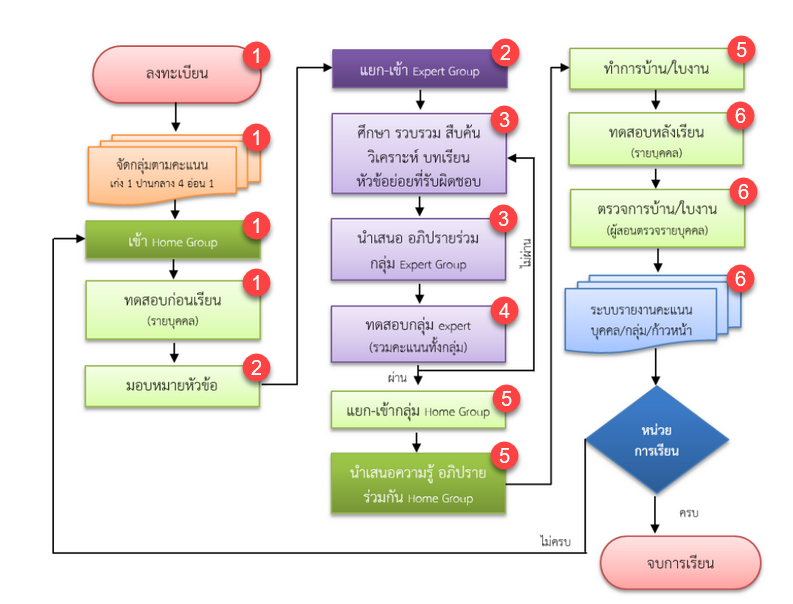 1
ลงทะเบียน
1
จัดกลุ่มตามคะแนน
เก่ง 1 ปานกลาง 4 อ่อน 1
1
เข้า Home Group
1
ทดสอบก่อนเรียน
(รายบุคคล)
2
มอบหมายหัวข้อ
2
แยก-เข้า Expert Group
3
ศึกษา รวบรวม สืบค้น
วิเคราะห์ บทเรียน
หัวข้อย่อยที่รับผิดชอบ
3
นำเสนอ อภิปรายร่วม
กลุ่ม Expert Group
ไม่ผ่าน
4
ทดสอบกลุ่ม expert
(รวมคะแนนทั้งกลุ่ม)
ผ่าน
5
แยก-เข้ากลุ่ม Home Group
5
นำเสนอความรู้ อภิปราย
ร่วมกัน Home Group
5
ทำการบ้าน/ใบงาน
6
ทดสอบหลังเรียน
(รายบุคคล)
6
ตรวจการบ้าน/ใบงาน
(ผู้สอนตรวจรายบุคคล)
6
ระบบรายงานคะแนน
บุคคล/กลุ่ม/ก้าวหน้า
หน่วย
การเรียน
ครบ
ไม่ครบ
จบการเรียน